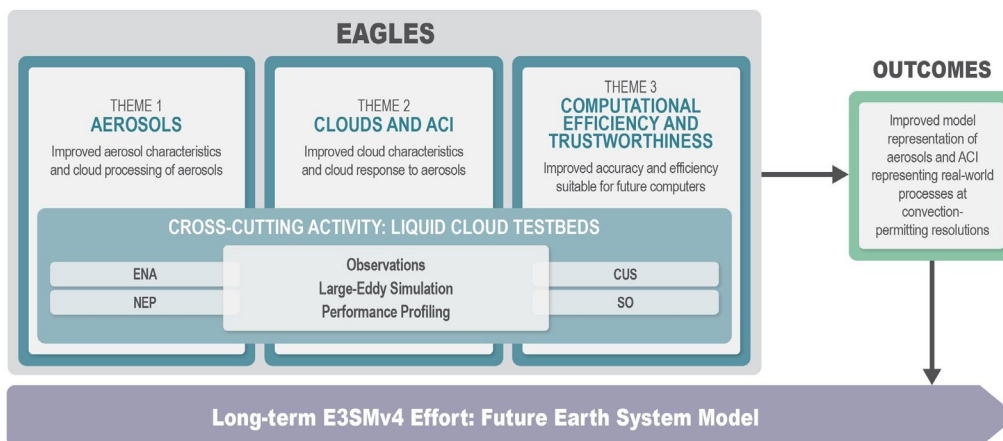 EAGLES
THEME 1
AEROSOLS
Improved aerosol characteristics
and cloud processing of aerosols
THEME 2
CLOUDS AND ACI
Improved cloud characteristics
and cloud response to aerosols
THEME 3
COMPUTATIONAL
EFFICIENCY AND
TRUSTWORTHINESS
Improved accuracy and efficiency
suitable for future computers
CROSS-CUTTING ACTIVITY: LIQUID CLOUD TESTBEDS
ENA
NEP
Observations
Large-Eddy Simulation
Performance Profiling
CUS
SO
OUTCOMES
Improved model
representation of
aerosols and ACI
representing real-world
processes at
convection-
permitting resolutions
Long-term E3SMv4 Effort: Future Earth System Model